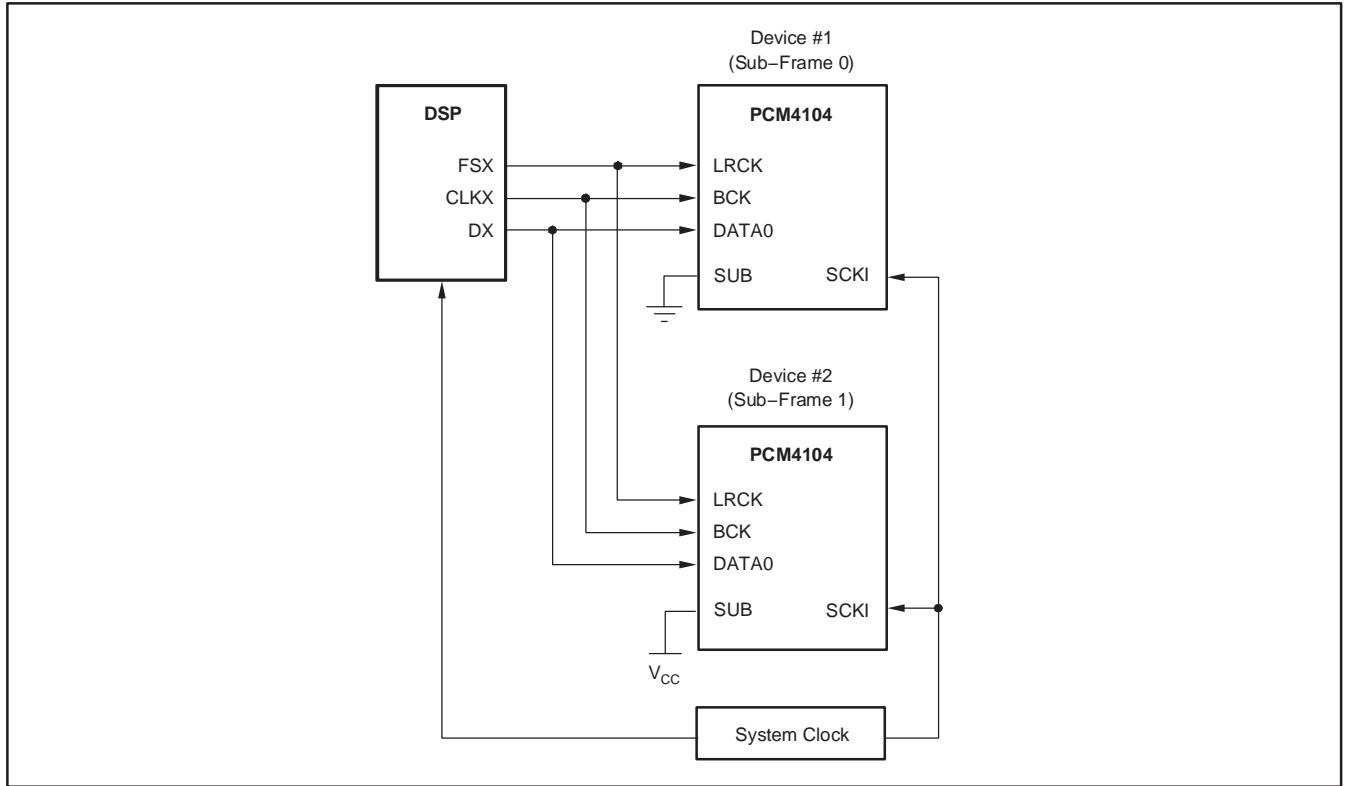 Device #1
(Sub−Frame 0)
DSP
FSX
CLKX
DX
PCM4104
LRCK
BCK
DATA0
SUB SCKI
Device #2
(Sub−Frame 1)
PCM4104
LRCK
BCK
DATA0
SUB SCKI
VCC
System Clock